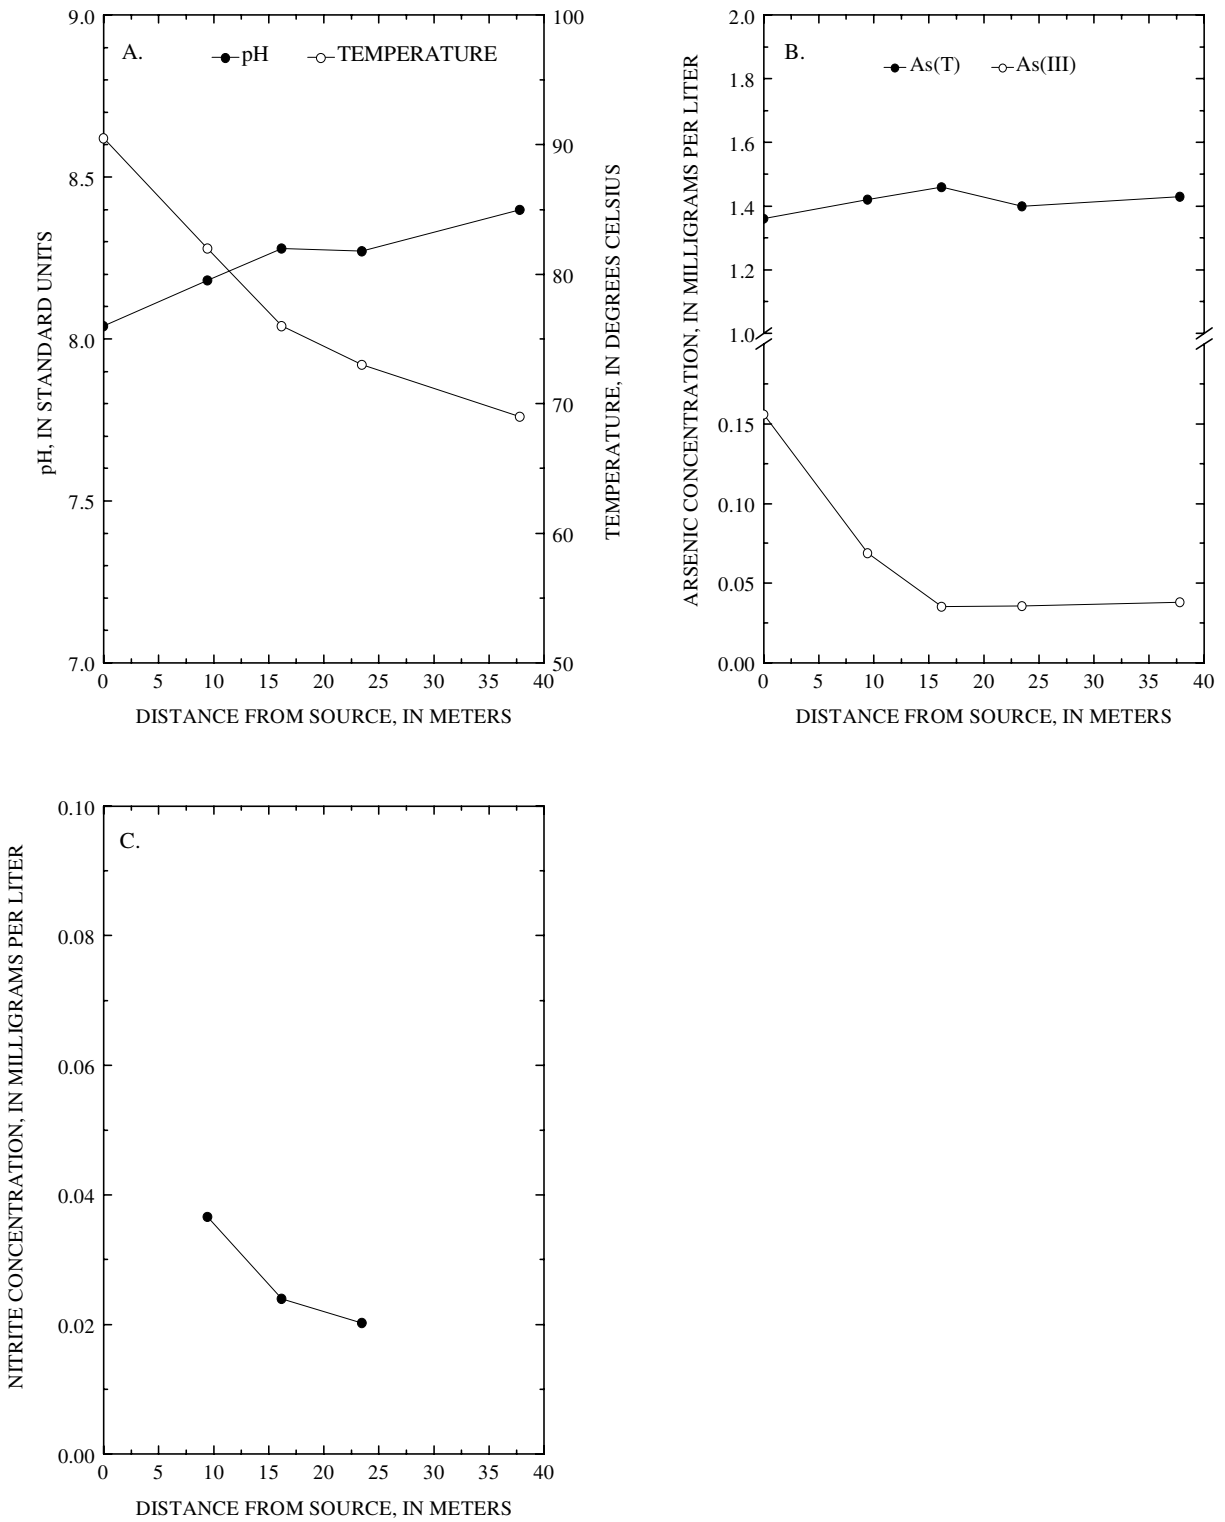 A.
pH
TEMPERATURE
9.0
8.5
8.0
7.5
7.0
pH, IN STANDARD UNITS
100
90
80
70
60
50
TEMPERATURE, IN DEGREES CELSIUS
0 5 10 15 20 25 30 35 40
DISTANCE FROM SOURCE, IN METERS
B.
As(T)
As(III)
2.0
1.8
1.6
1.4
1.2
1.0
0.15
0.10
0.05
0.00
ARSENIC CONCENTRATION, IN MILLIGRAMS PER LITER
0 5 10 15 20 25 30 35 40
DISTANCE FROM SOURCE, IN METERS
C.
0.10
0.08
0.06
0.04
0.02
0.00
NITRITE CONCENTRATION, IN MILLIGRAMS PER LITER
0 5 10 15 20 25 30 35 40
DISTANCE FROM SOURCE, IN METERS